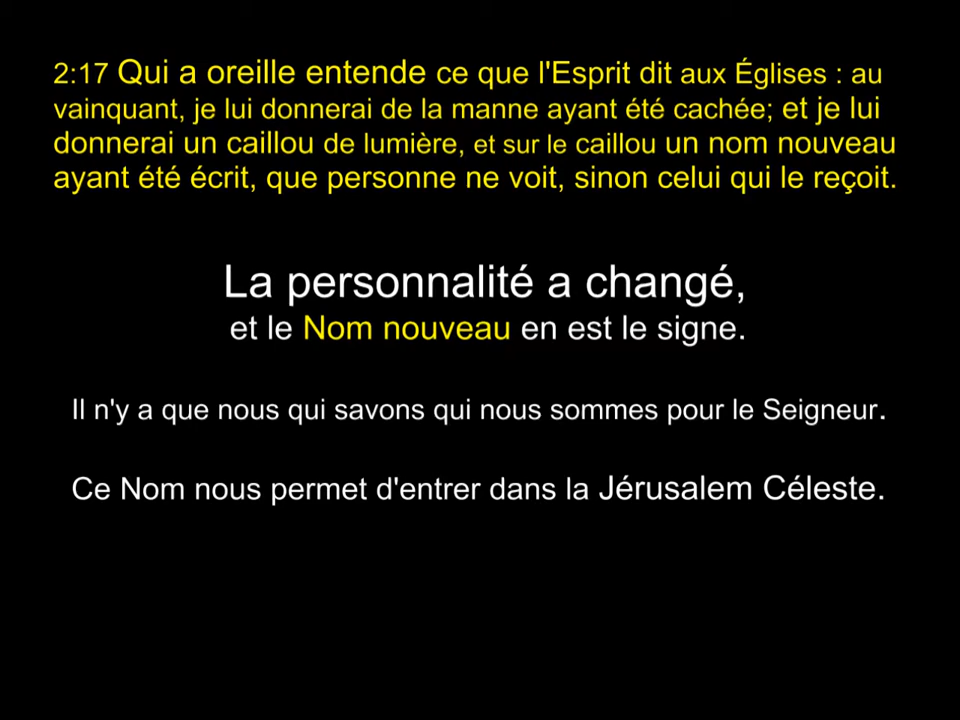 2:17 Qui a oreille entende ce que l'Esprit dit aux Églises : au
vainquant, je lui donnerai de la manne ayant été cachée; et je lui
donnerai un caillou de lumière, et sur le caillou un nom nouveau
ayant été écrit, que personne ne voit, sinon celui qui le reçoit.
La personnalité a changé,
et le Nom nouveau en est le signe.
Il n'y a que nous qui savons qui nous sommes pour le Seigneur.
Ce Nom nous permet d'entrer dans la Jérusalem Céleste.